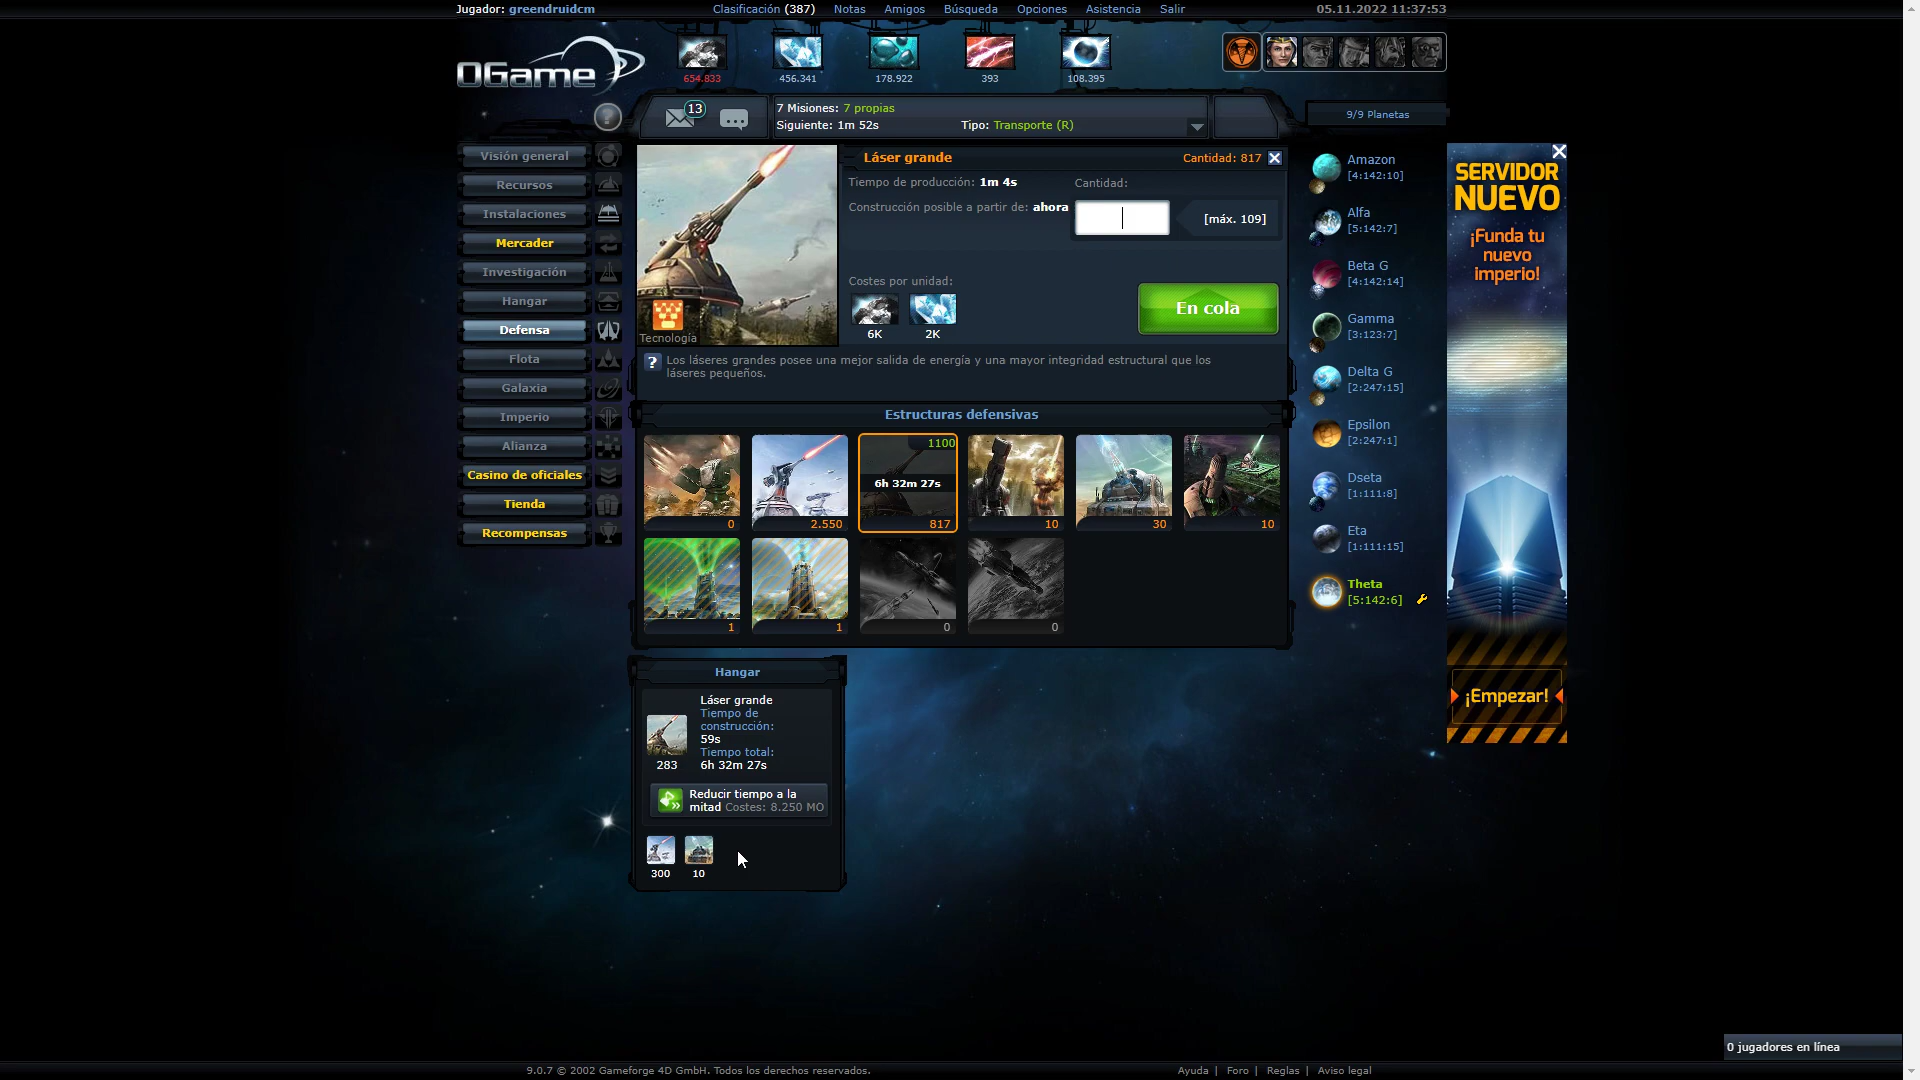 Jugador: greendruidcm
Clasificación (387) Notas Amigos Búsqueda Opciones Asistencia Salir
05.11.2022 11:37:53
OGame
654.833
456.341
178.922
393
108.395
?
13
7 Misiones: 7 propias
Siguiente: 1m 52s
Tipo: Transporte (R)
9/9 Planetas
Visión general
Recursos
Instalaciones
Mercader
Investigación
Hangar
Defensa
Flota
Galaxia
Imperio
Alianza
Casino de oficiales
Tienda
Recompensas
Láser grande
Cantidad: 817
Tiempo de producción: 1m 4s
Construcción posible a partir de: ahora
Cantidad:
[máx. 109]
Costes por unidad:
6K
2K
En cola
Tecnología
? Los láseres grandes posee una mejor salida de energía y una mayor integridad estructural que los
láseres pequeños.
Estructuras defensivas
0
2.550
1100
6h 32m 27s
817
10
30
10
1
1
0
0
Hangar
Láser grande
Tiempo de
construcción:
59s
Tiempo total:
6h 32m 27s
283
Reducir tiempo a la
mitad Costes: 8.250 MO
300
10
Amazon
[4:142:10]
Alfa
[5:142:7]
Beta G
[4:142:14]
Gamma
[3:123:7]
Delta G
[2:247:15]
Epsilon
[2:247:1]
Dseta
[1:111:8]
Eta
[1:111:15]
Theta
[5:142:6]
SERVIDOR
NUEVO
¡Funda tu
nuevo
imperio!
¡Empezar!
0 jugadores en línea
9.0.7 © 2002 Gameforge 4D GmbH. Todos los derechos reservados.
Ayuda | Foro | Reglas | Aviso legal